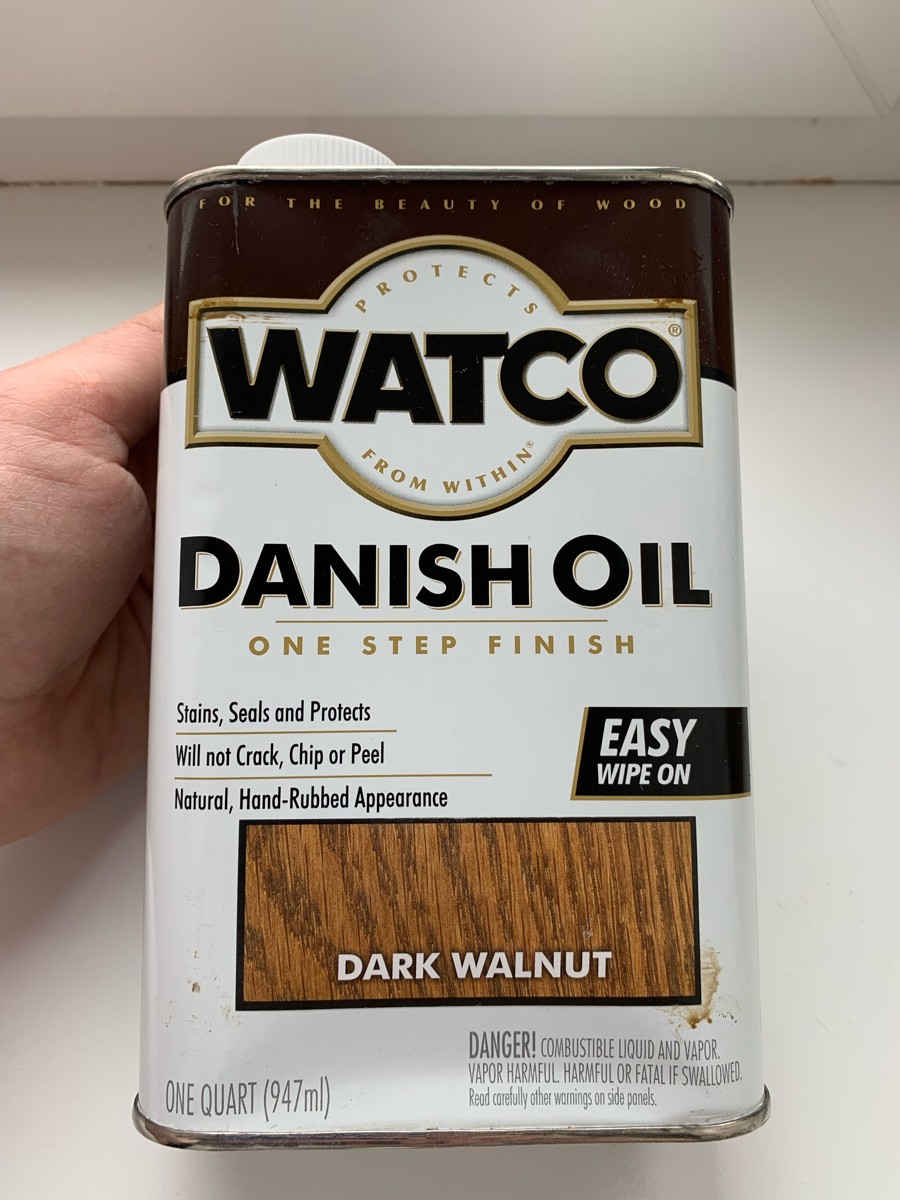 FOR THE BEAUTY OF WOOD
PROTECTS
WATCO®
FROM WITHIN®
DANISH OIL
ONE STEP FINISH
Stains, Seals and Protects
Will not Crack, Chip or Peel
Natural, Hand-Rubbed Appearance
EASY
WIPE ON
DARK WALNUT
DANGER! COMBUSTIBLE LIQUID AND VAPOR.
VAPOR HARMFUL. HARMFUL OR FATAL IF SWALLOWED.
Read carefully other warnings on side panels.
ONE QUART (947ml)